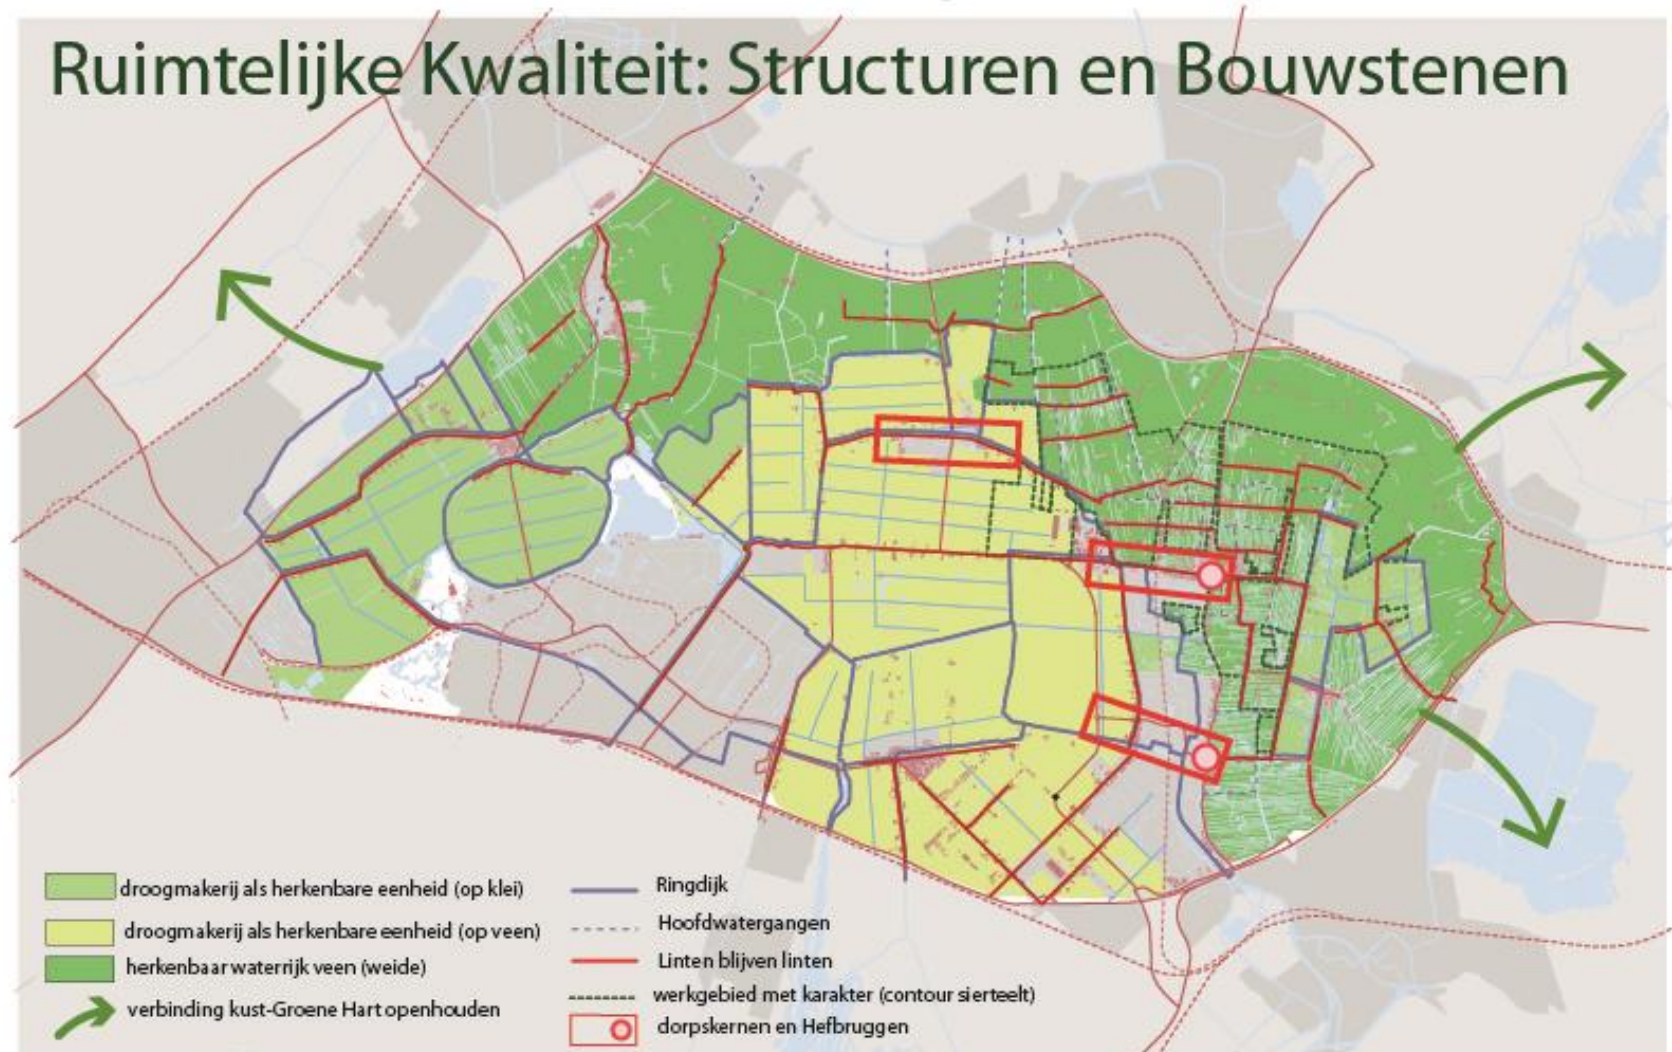 Ruimtelijke Kwaliteit: Structuren en Bouwstenen
droogmakerij als herkenbare eenheid (op klei)
droogmakerij als herkenbare eenheid (op veen)
herkenbaar waterrijk veen (weide)
verbinding kust-Groene Hart openhouden
Ringdijk
Hoofdwatergangen
Linten blijven linten
werkgebied met karakter (contour sierteelt)
dorpskernen en Hefbruggen